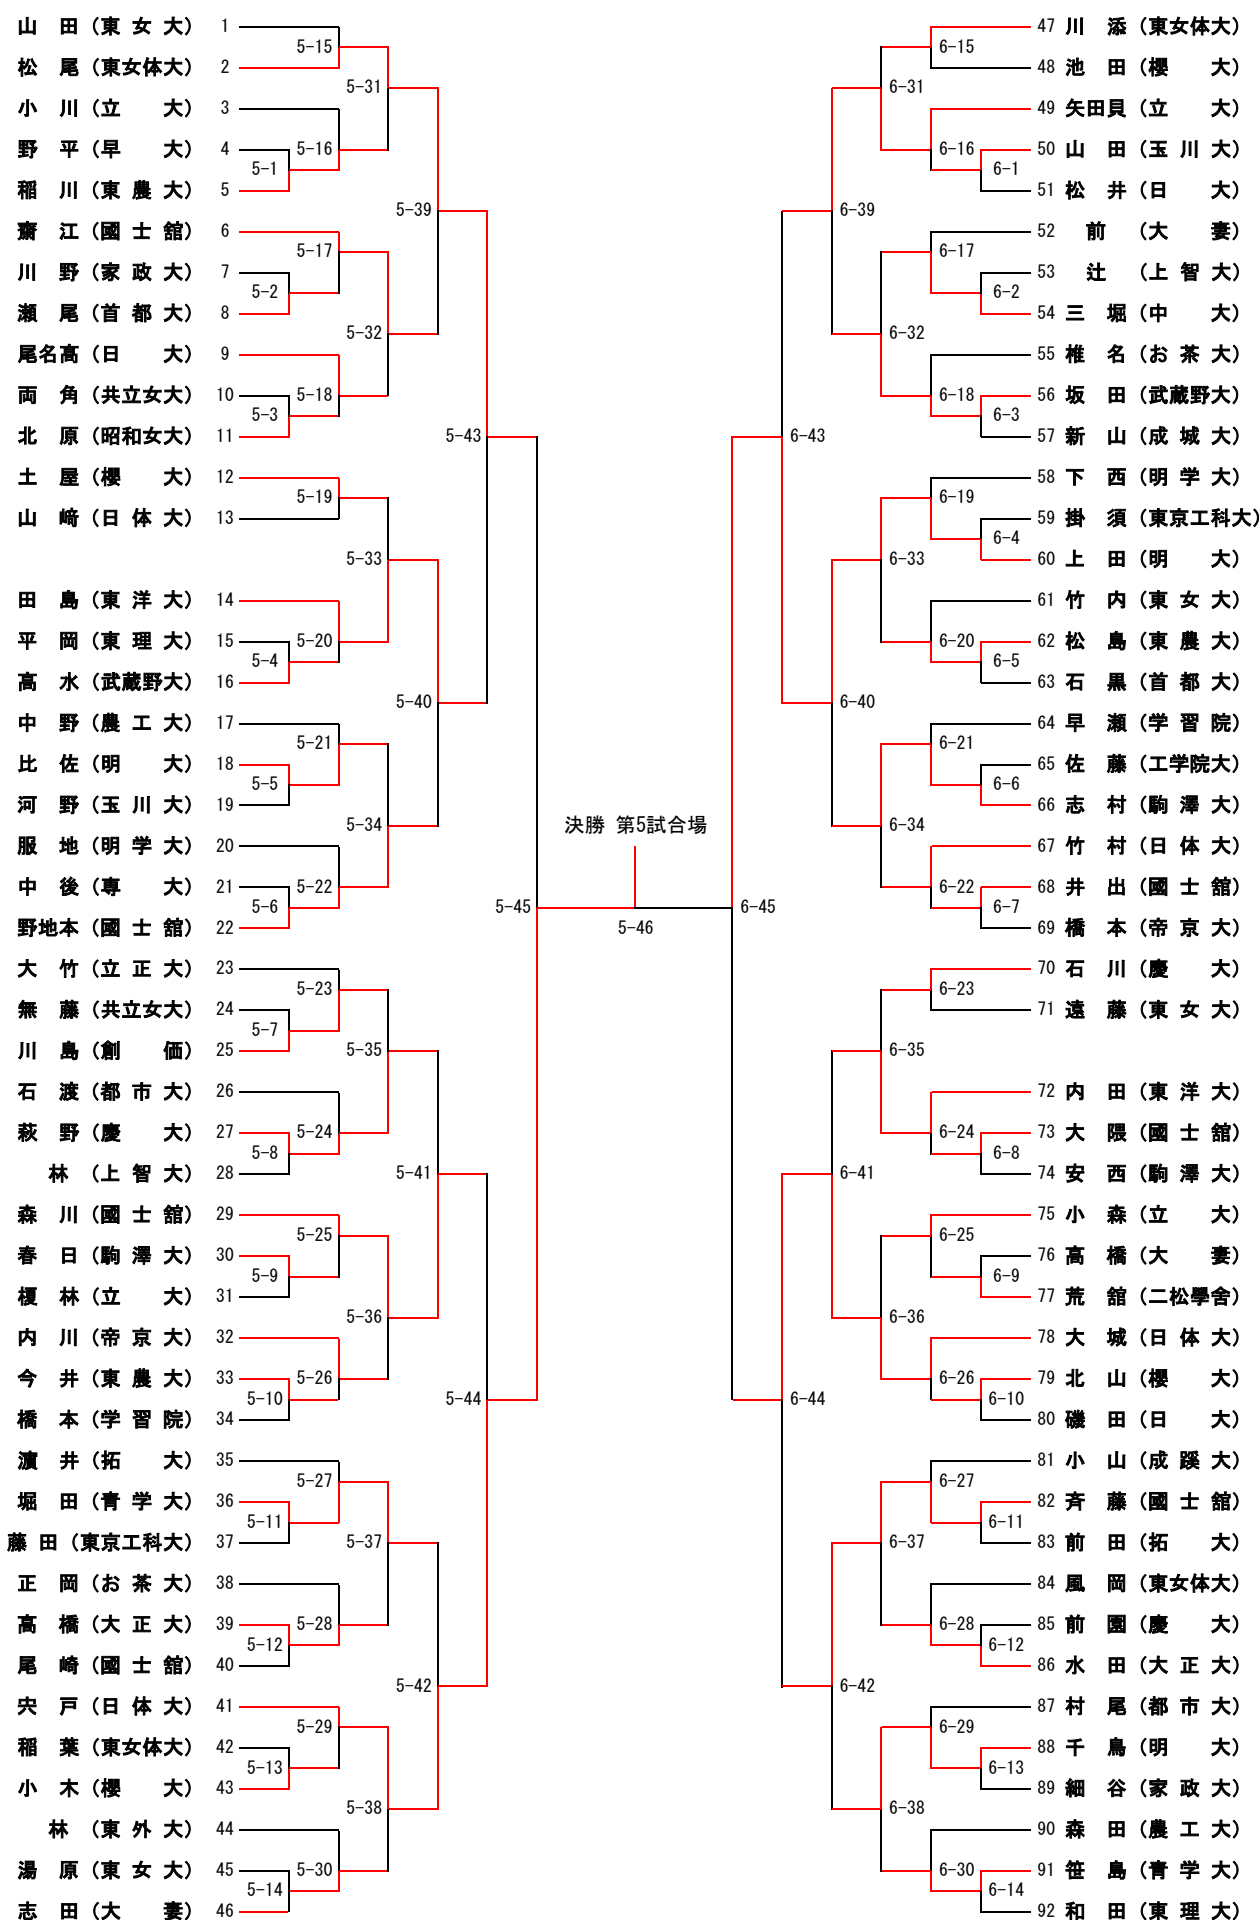 山 田 (東 女 大) 1
5-15
松 尾 (東女体大) 2
5-31
小 川 (立 大) 3
野 平 (早 大) 4
5-16
5-1
稲 川 (東 農 大) 5
5-39
齋 江 (國 士 舘) 6
5-17
川 野 (家 政 大) 7
5-2
瀬 尾 (首 都 大) 8
5-32
尾名高 (日 大) 9
両 角 (共立女大) 10
5-18
5-3
北 原 (昭和女大) 11
5-43
土 屋 (櫻 大) 12
5-19
山 﨑 (日 体 大) 13
5-33
田 島 (東 洋 大) 14
平 岡 (東 理 大) 15
5-20
5-4
高 水 (武蔵野大) 16
5-40
中 野 (農 工 大) 17
5-21
比 佐 (明 大) 18
5-5
河 野 (玉 川 大) 19
5-34
服 地 (明 学 大) 20
中 後 (専 大) 21
5-22
5-6
野地本 (國 士 舘) 22
5-45
大 竹 (立 正 大) 23
5-23
無 藤 (共立女大) 24
5-7
川 島 (創 価) 25
5-35
石 渡 (都 市 大) 26
萩 野 (慶 大) 27
5-24
5-8
林 (上 智 大) 28
5-41
森 川 (國 士 舘) 29
5-25
春 日 (駒 澤 大) 30
5-9
榎 林 (立 大) 31
5-36
内 川 (帝 京 大) 32
今 井 (東 農 大) 33
5-26
5-10
橋 本 (学 習 院) 34
5-44
濵 井 (拓 大) 35
5-27
堀 田 (青 学 大) 36
5-11
藤 田 (東京工科大) 37
5-37
正 岡 (お 茶 大) 38
高 橋 (大 正 大) 39
5-28
5-12
尾 崎 (國 士 舘) 40
5-42
宍 戸 (日 体 大) 41
5-29
稲 葉 (東女体大) 42
5-13
小 木 (櫻 大) 43
5-38
林 (東 外 大) 44
湯 原 (東 女 大) 45
5-30
5-14
志 田 (大 妻) 46
決勝 第5試合場
5-46
47 川 添 (東女体大)
6-15
48 池 田 (櫻 大)
6-31
49 矢田貝 (立 大)
6-16
50 山 田 (玉 川 大)
6-1
51 松 井 (日 大)
6-39
52 前 (大 妻)
6-17
53 辻 (上 智 大)
6-2
54 三 堀 (中 大)
6-32
55 椎 名 (お 茶 大)
6-18
56 坂 田 (武蔵野大)
6-3
57 新 山 (成 城 大)
6-43
58 下 西 (明 学 大)
6-19
59 掛 須 (東京工科大)
6-4
60 上 田 (明 大)
6-33
61 竹 内 (東 女 大)
6-20
62 松 島 (東 農 大)
6-5
63 石 黒 (首 都 大)
6-40
64 早 瀬 (学 習 院)
6-21
65 佐 藤 (工学院大)
6-6
66 志 村 (駒 澤 大)
6-34
67 竹 村 (日 体 大)
6-22
68 井 出 (國 士 舘)
6-7
69 橋 本 (帝 京 大)
6-45
70 石 川 (慶 大)
6-23
71 遠 藤 (東 女 大)
6-35
72 内 田 (東 洋 大)
6-24
73 大 隈 (國 士 舘)
6-8
74 安 西 (駒 澤 大)
6-41
75 小 森 (立 大)
6-25
76 高 橋 (大 妻)
6-9
77 荒 舘 (二松學舍)
6-36
78 大 城 (日 体 大)
6-26
79 北 山 (櫻 大)
6-10
80 磯 田 (日 大)
6-44
81 小 山 (成 蹊 大)
6-27
82 斉 藤 (國 士 舘)
6-11
83 前 田 (拓 大)
6-37
84 風 岡 (東女体大)
6-28
85 前 園 (慶 大)
6-12
86 水 田 (大 正 大)
6-42
87 村 尾 (都 市 大)
6-29
88 千 鳥 (明 大)
6-13
89 細 谷 (家 政 大)
6-38
90 森 田 (農 工 大)
6-30
91 笹 島 (青 学 大)
6-14
92 和 田 (東 理 大)